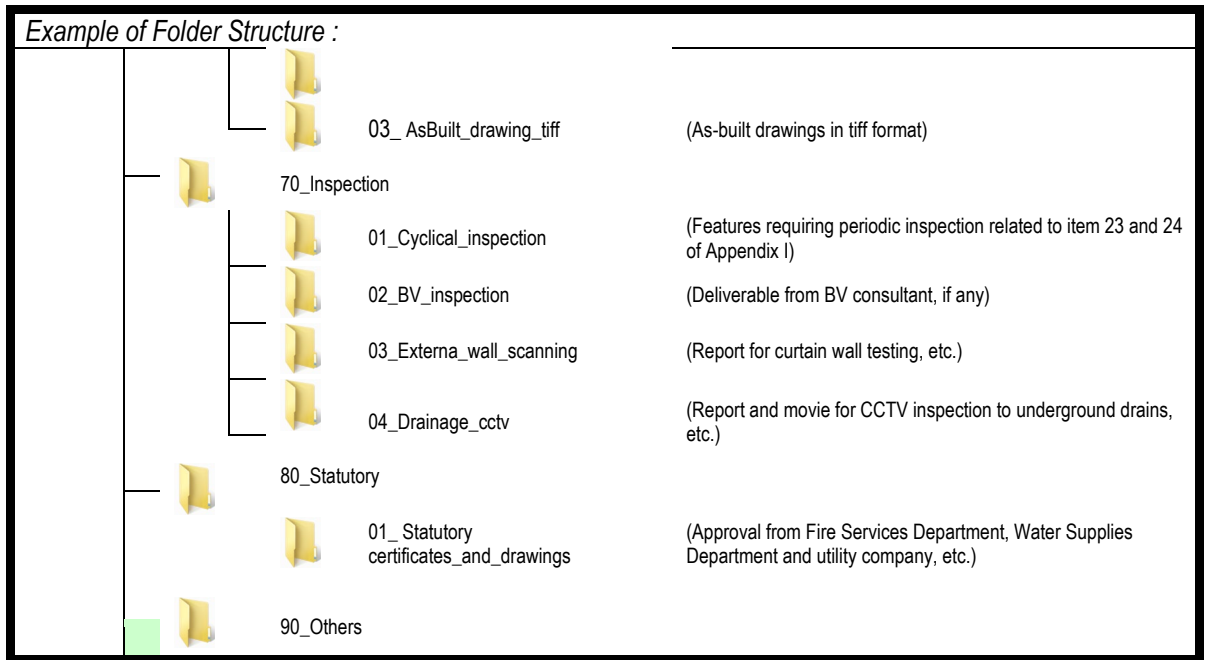 Example of Folder Structure :
03_ AsBuilt_drawing_tiff
(As-built drawings in tiff format)
70_Inspection
01_Cyclical_inspection
(Features requiring periodic inspection related to item 23 and 24
of Appendix I)
02_BV_inspection
(Deliverable from BV consultant, if any)
03_Externa_wall_scanning
(Report for curtain wall testing, etc.)
04_Drainage_cctv
(Report and movie for CCTV inspection to underground drains,
etc.)
80_Statutory
01_ Statutory
certificates_and_drawings
(Approval from Fire Services Department, Water Supplies
Department and utility company, etc.)
90_Others